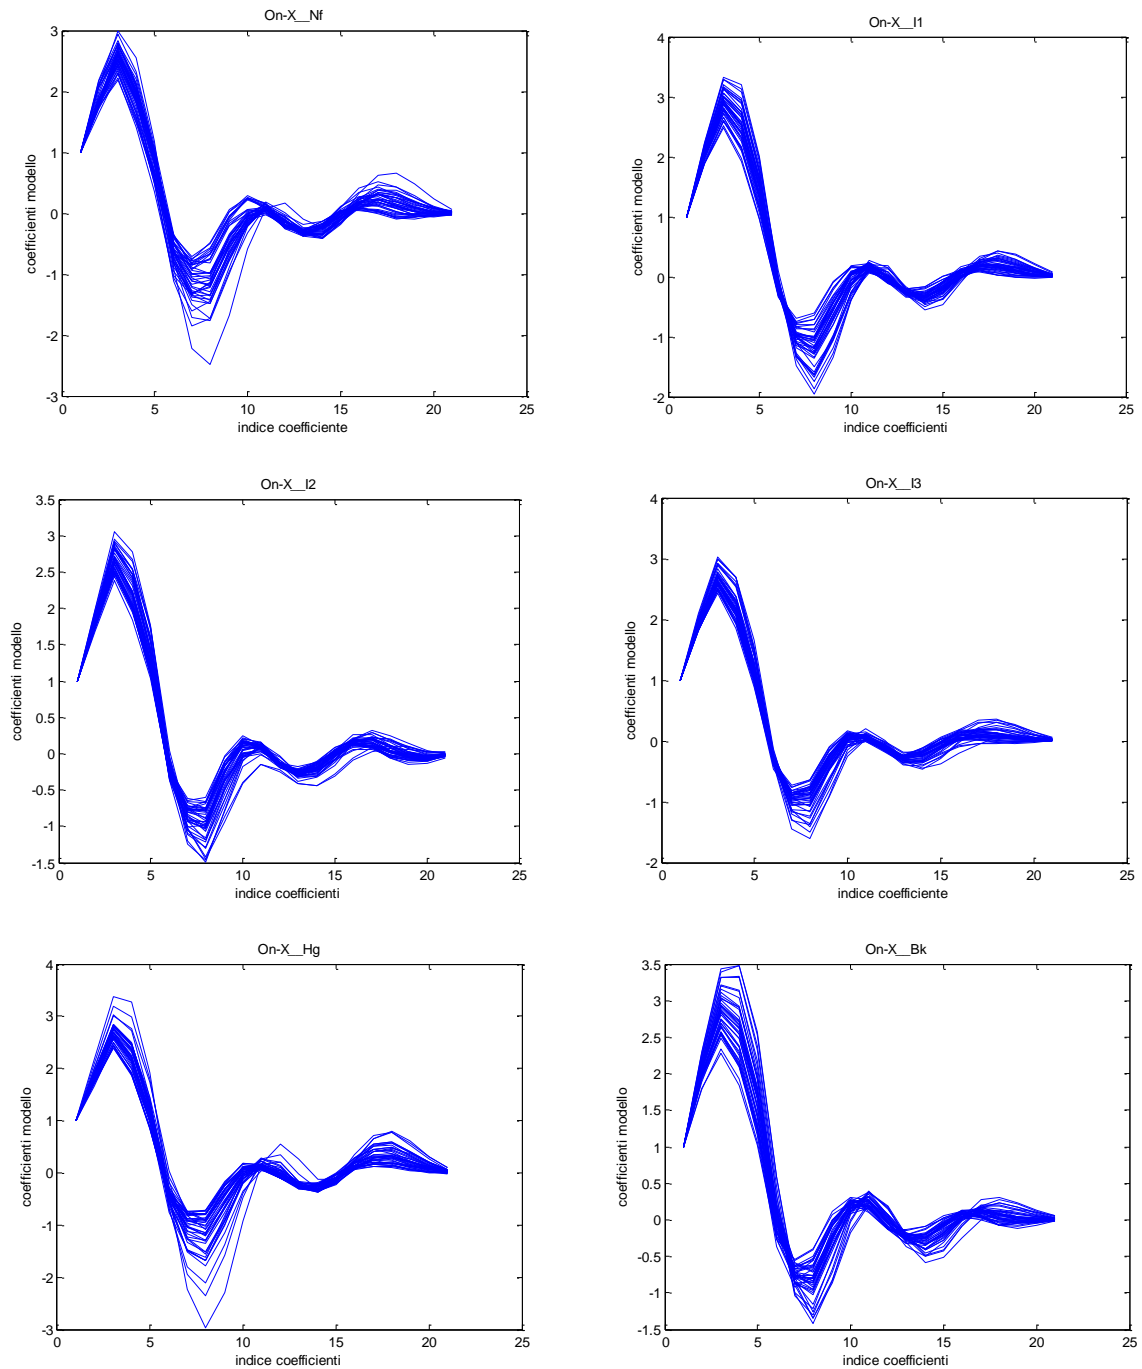 On-X__Nf
3
2
1
0
-1
-2
-3
0 5 10 15 20 25
coefficienti modello
indice coefficiente
On-X__I1
4
3
2
1
0
-1
-2
0 5 10 15 20 25
coefficienti modello
indice coefficienti
On-X__I2
3.5
3
2.5
2
1.5
1
0.5
0
-0.5
-1
-1.5
0 5 10 15 20 25
coefficienti modello
indice coefficienti
On-X__I3
4
3
2
1
0
-1
-2
0 5 10 15 20 25
coefficienti modello
indice coefficiente
On-X__Hg
4
3
2
1
0
-1
-2
-3
0 5 10 15 20 25
coefficienti modello
indice coefficienti
On-X__Bk
3.5
3
2.5
2
1.5
1
0.5
0
-0.5
-1
-1.5
0 5 10 15 20 25
coefficienti modello
indice coefficienti